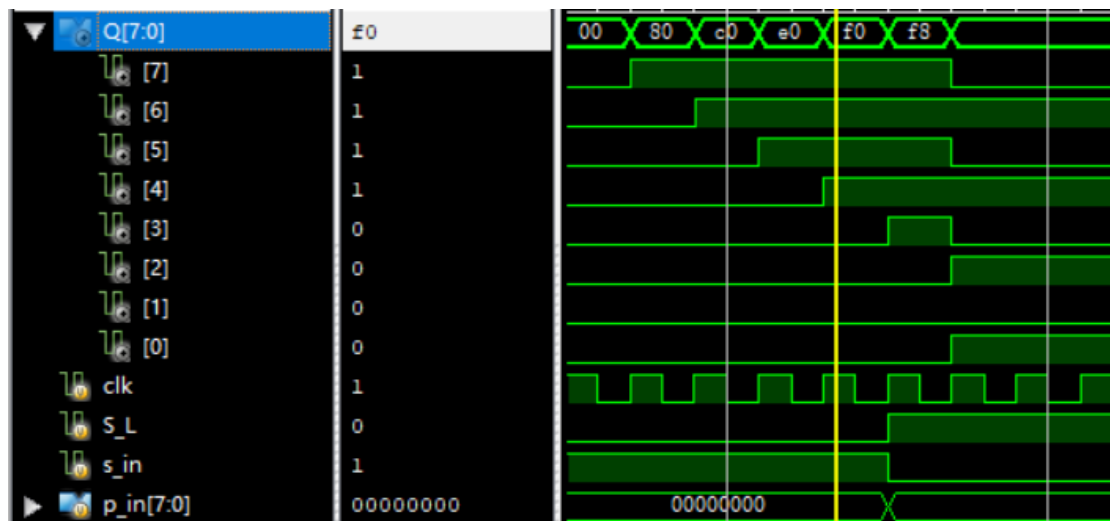 Q[7:0] f0 00 80 c0 e0 f0 f8
[7] 1
[6] 1
[5] 1
[4] 1
[3] 0
[2] 0
[1] 0
[0] 0
clk 1
S_L 0
s_in 1
p_in[7:0] 00000000 00000000